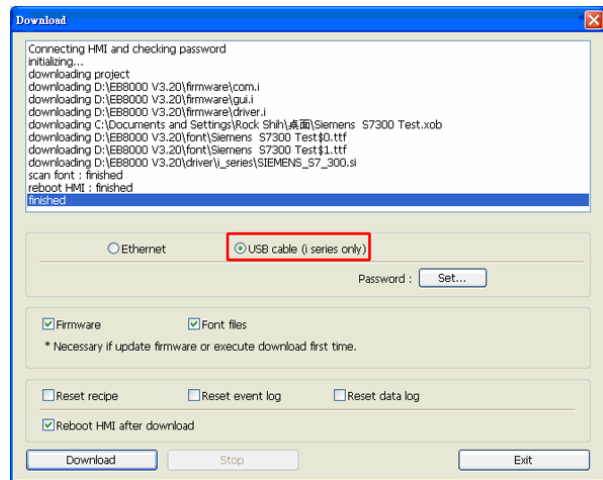 Download
Connecting HMI and checking password
initializing...
downloading project
downloading D:\EB8000 V3.20\firmware\com.i
downloading D:\EB8000 V3.20\firmware\gui.i
downloading D:\EB8000 V3.20\firmware\driver.i
downloading C:\Documents and Settings\Rock Shih\桌面\Siemens  S7300 Test.xob
downloading D:\EB8000 V3.20\font\Siemens  S7300 Test$0.ttf
downloading D:\EB8000 V3.20\font\Siemens  S7300 Test$1.ttf
downloading D:\EB8000 V3.20\driver\i_series\SIEMENS_S7_300.si
scan font : finished
reboot HMI : finished
finished
Ethernet USB cable (i series only)
Password : Set...
Firmware Font files
* Necessary if update firmware or execute download first time.
Reset recipe Reset event log Reset data log
Reboot HMI after download
Download Stop Exit